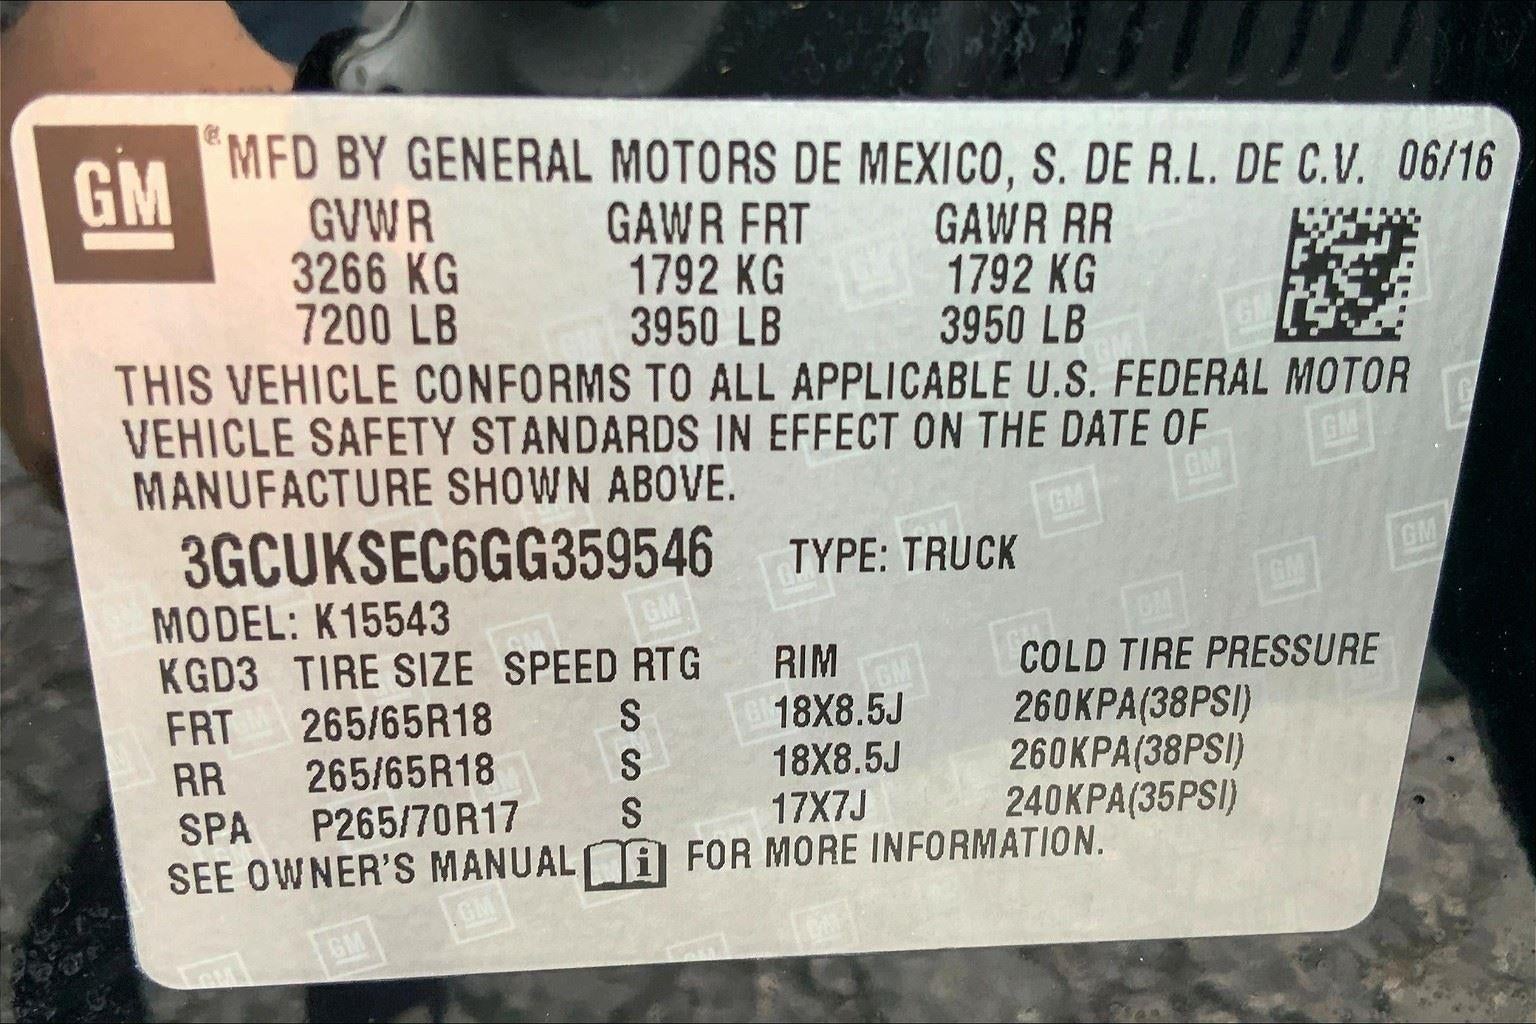 GM ® MFD BY GENERAL MOTORS DE MEXICO, S. DE R.L. DE C.V. 06/16
GVWR GAWR FRT GAWR RR
3266 KG 1792 KG 1792 KG
7200 LB 3950 LB 3950 LB
THIS VEHICLE CONFORMS TO ALL APPLICABLE U.S. FEDERAL MOTOR
VEHICLE SAFETY STANDARDS IN EFFECT ON THE DATE OF
MANUFACTURE SHOWN ABOVE.
3GCUKSEC6GG359546 TYPE: TRUCK
MODEL: K15543
KGD3 TIRE SIZE SPEED RTG RIM COLD TIRE PRESSURE
FRT 265/65R18 S 18X8.5J 260KPA(38PSI)
RR 265/65R18 S 18X8.5J 260KPA(38PSI)
SPA P265/70R17 S 17X7J 240KPA(35PSI)
SEE OWNER'S MANUAL i FOR MORE INFORMATION.